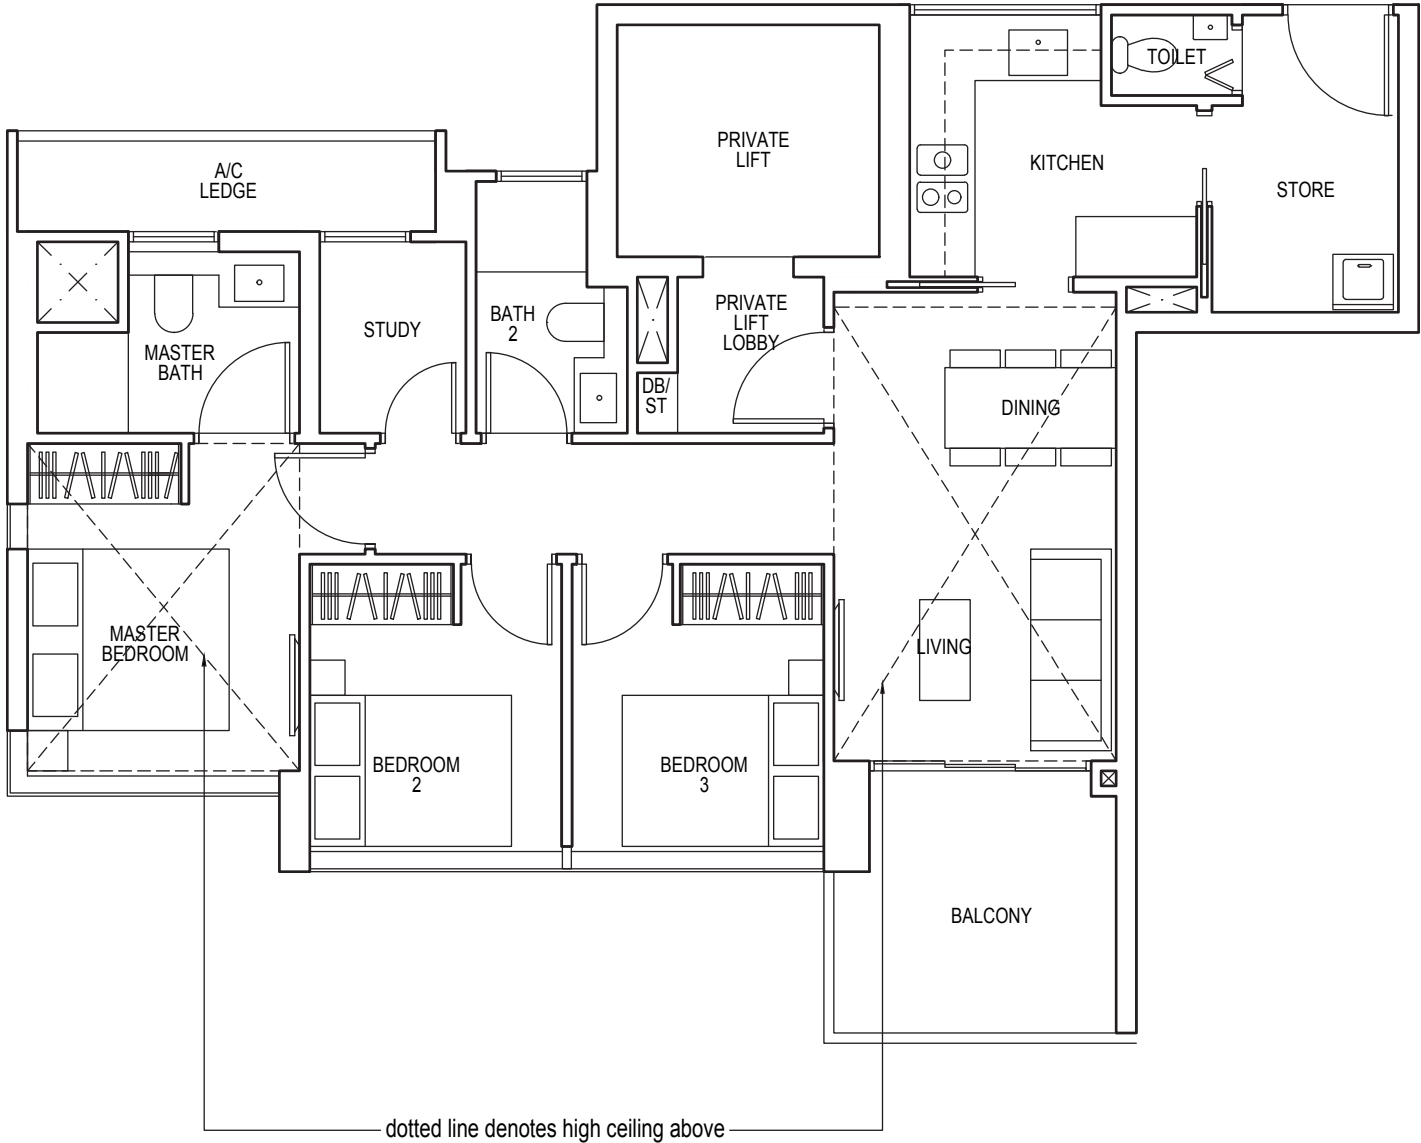 TOILET
PRIVATE
LIFT
KITCHEN
A/C
LEDGE
STORE
PRIVATE
LIFT
LOBBY
BATH
2
STUDY
MASTER
BATH
DB/
ST
DINING
MASTER
BEDROOM
LIVING
BEDROOM
2
BEDROOM
3
BALCONY
dotted line denotes high ceiling above